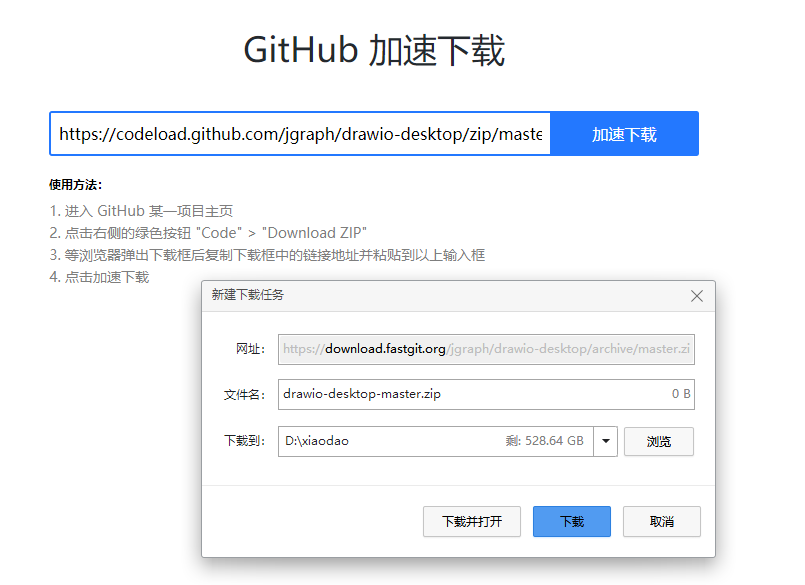 GitHub 加速下载
https://codeload.github.com/jgraph/drawio-desktop/zip/maste
加速下载
使用方法：
1. 进入 GitHub 某一项目主页
2. 点击右侧的绿色按钮 "Code" > "Download ZIP"
3. 等浏览器弹出下载框后复制下载框中的链接地址并粘贴到以上输入框
4. 点击加速下载
新建下载任务
网址： https://download.fastgit.org/jgraph/drawio-desktop/archive/master.zi
文件名： drawio-desktop-master.zip 0 B
下载到： D:\xiaodao 剩: 528.64 GB 浏览
下载并打开 下载 取消